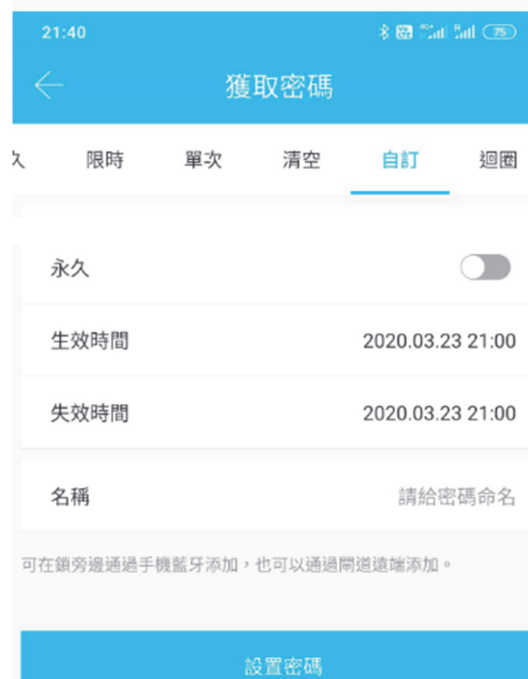 21:40
75
獲取密碼
久 限時 單次 清空 自訂 迴圈
永久
生效時間 2020.03.23 21:00
失效時間 2020.03.23 21:00
名稱 請給密碼命名
可在鎖旁邊通過手機藍牙添加，也可以通過閘道遠端添加。
設置密碼